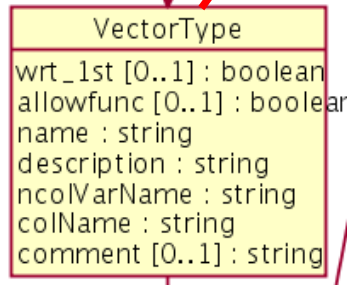 VectorType
wrt_1st [0..1] : boolean
allowfunc [0..1] : boolean
name : string
description : string
ncolVarName : string
colName : string
comment [0..1] : string